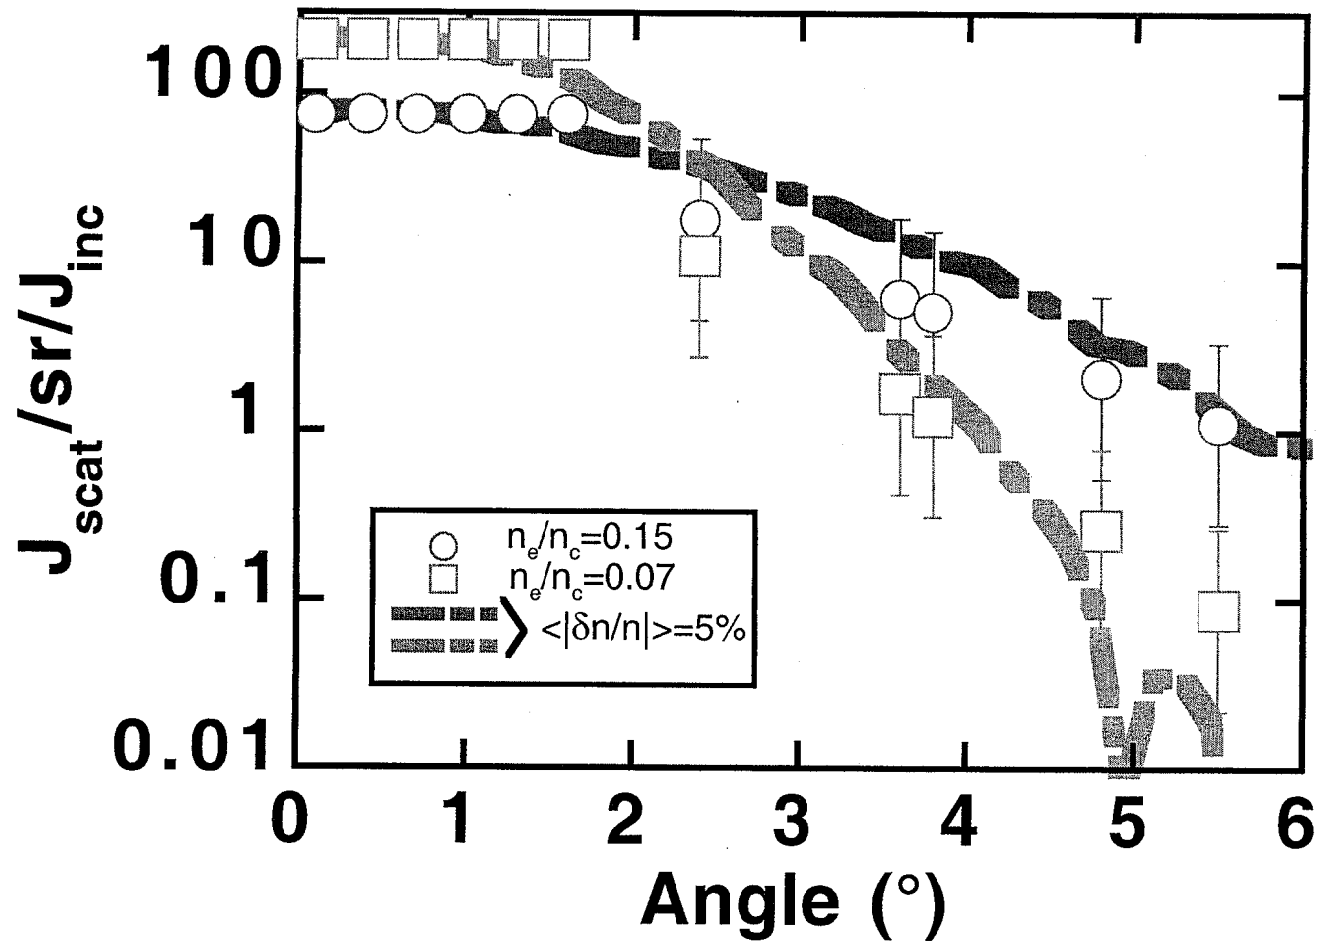 J_scat/sr/J_inc
100
10
1
0.1
0.01
n_e/n_c=0.15
n_e/n_c=0.07
<|δn/n|>=5%
0 1 2 3 4 5 6
Angle (°)